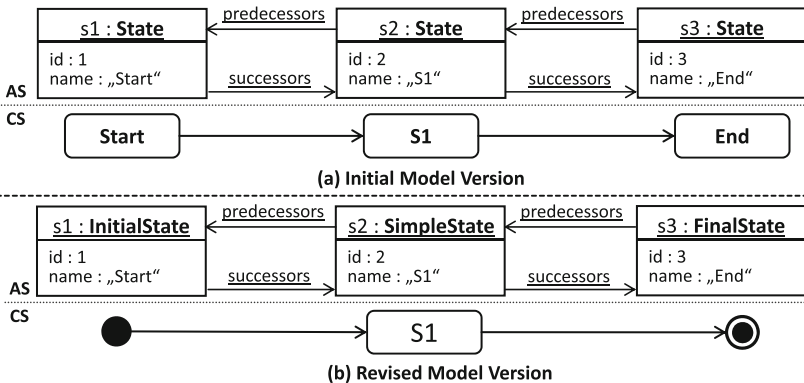 s1 : State
predecessors
s2 : State
predecessors
s3 : State
id : 1
name : „Start“
successors
id : 2
name : „S1“
successors
id : 3
name : „End“
AS
CS
Start
S1
End
(a) Initial Model Version
s1 : InitialState
predecessors
s2 : SimpleState
predecessors
s3 : FinalState
id : 1
name : „Start“
successors
id : 2
name : „S1“
successors
id : 3
name : „End“
AS
CS
S1
(b) Revised Model Version